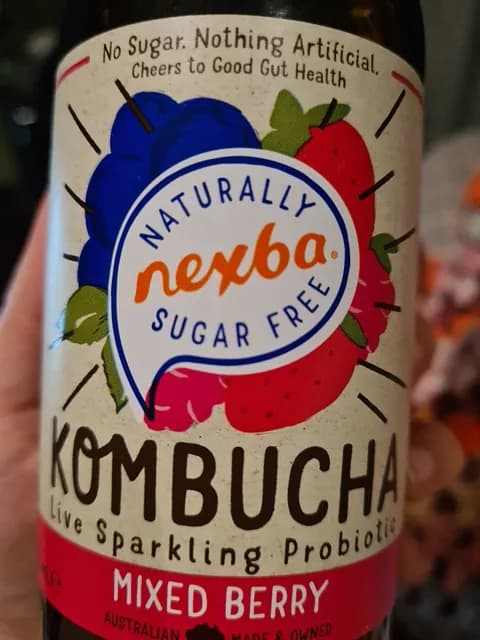 No Sugar. Nothing Artificial.
Cheers to Good Gut Health
NATURALLY
nexba®
SUGAR FREE
KOMBUCHA
Live Sparkling Probiotic
MIXED BERRY
AUSTRALIAN MADE & OWNED